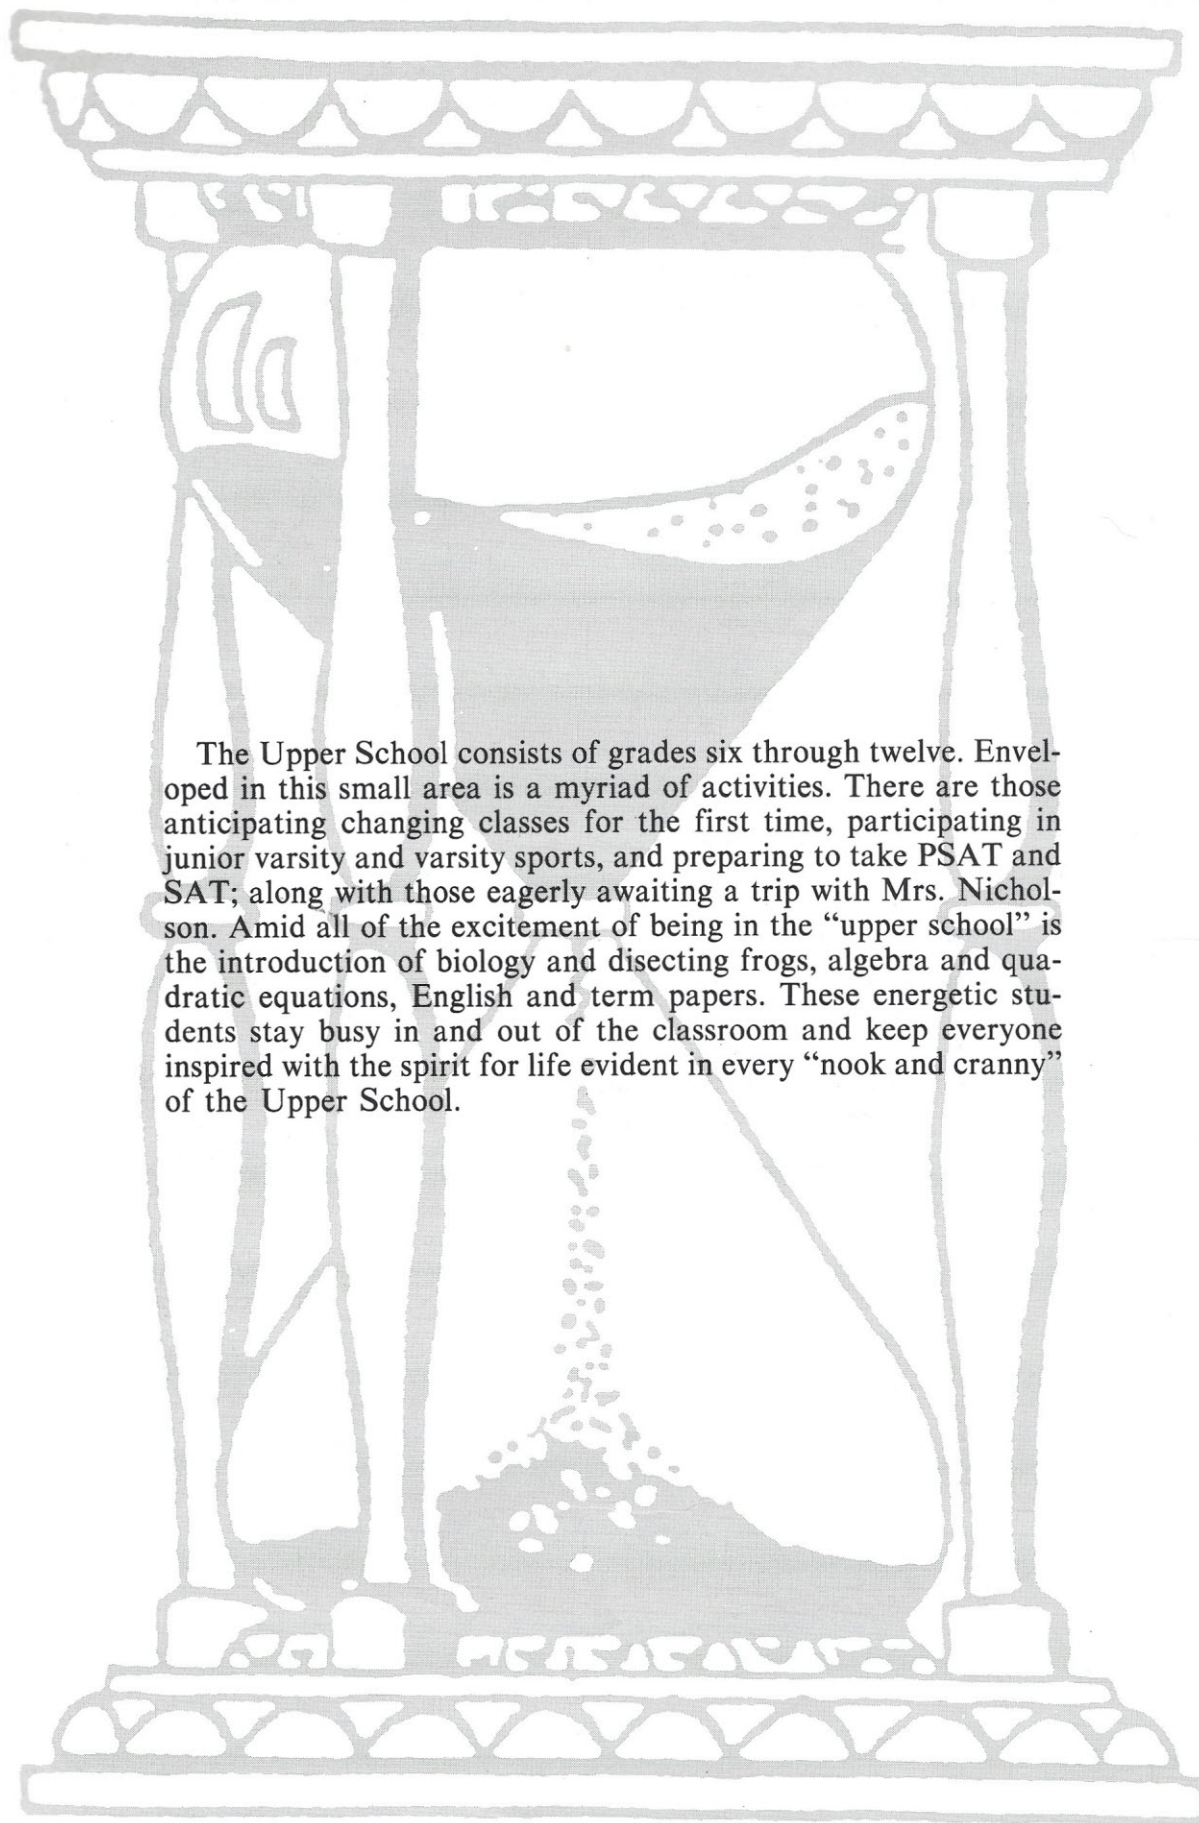 The Upper School consists of grades six through twelve. Envel-
oped in this small area is a myriad of activities. There are those
anticipating changing classes for the first time, participating in
junior varsity and varsity sports, and preparing to take PSAT and
SAT; along with those eagerly awaiting a trip with Mrs. Nichol-
son. Amid all of the excitement of being in the “upper school” is
the introduction of biology and disecting frogs, algebra and qua-
dratic equations, English and term papers. These energetic stu-
dents stay busy in and out of the classroom and keep everyone
inspired with the spirit for life evident in every “nook and cranny”
of the Upper School.